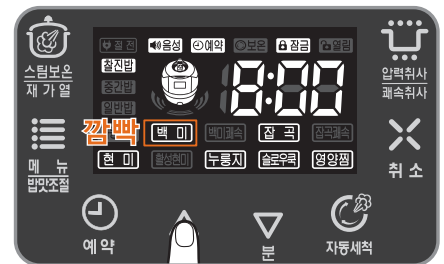 절전 음성 예약 보온 잠금 열림
찰진밥
중간밥
일반밥
8:00
깜빡
백미 백미쾌속 잡곡 잡곡쾌속
현미 활성현미 누룽지 슬로우쿡 영양찜
스팀보온
재가열
메뉴
밥맛조절
압력취사
쾌속취사
취소
예약
분
자동세척